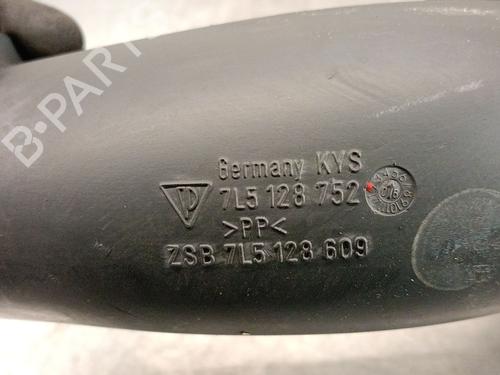 B-PARTS
Germany KYS
7L5 128 752
>PP<
ZSB 7L5 128 609